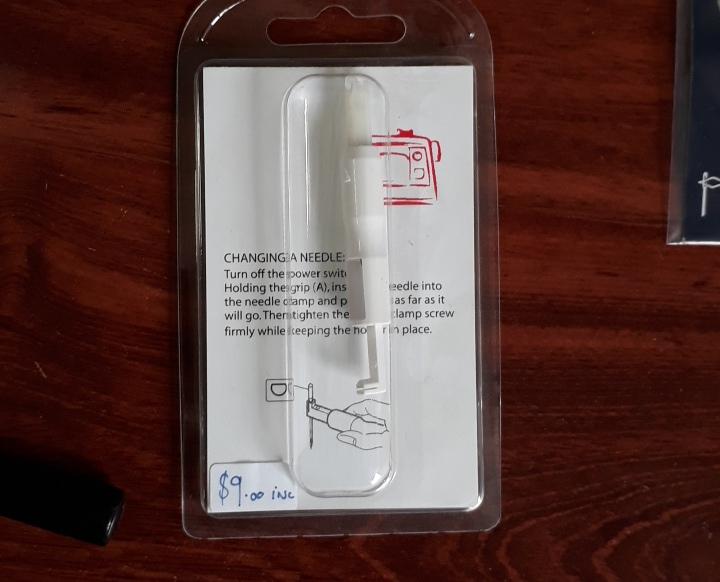 CHANGING A NEEDLE:
Turn off the power swit
Holding the grip (A), ins eedle into
the needle clamp and p as far as it
will go. Then tighten the clamp screw
firmly while keeping the ho r in place.
D
$9.00 inc